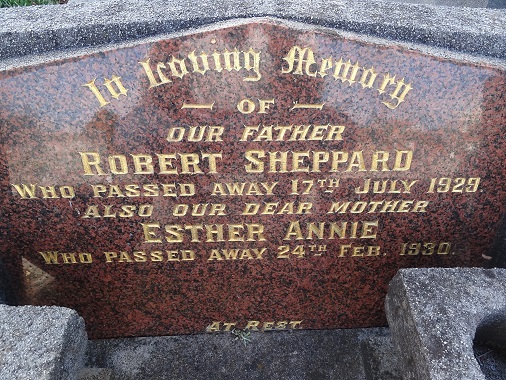 In Loving Memory
— OF —
OUR FATHER
ROBERT SHEPPARD
WHO PASSED AWAY 17TH JULY 1929.
ALSO OUR DEAR MOTHER
ESTHER ANNIE
WHO PASSED AWAY 24TH FEB. 1930.
AT REST.